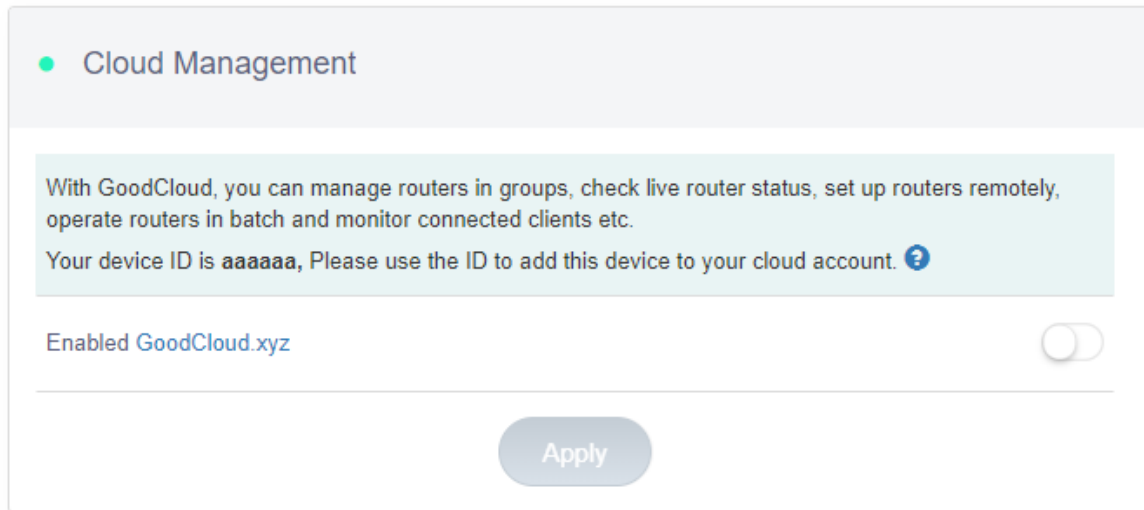 Cloud Management
With GoodCloud, you can manage routers in groups, check live router status, set up routers remotely,
operate routers in batch and monitor connected clients etc.
Your device ID is aaaaaa, Please use the ID to add this device to your cloud account. ?
Enabled GoodCloud.xyz
Apply